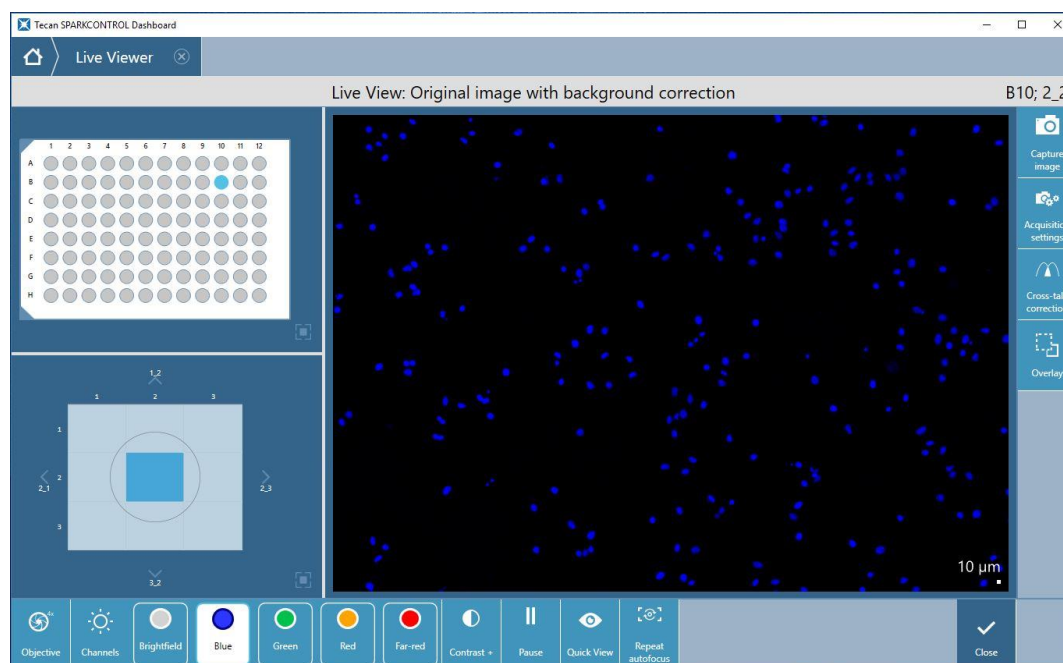 Tecan SPARKCONTROL Dashboard
Live Viewer
Live View: Original image with background correction
B10; 2_2
1 2 3 4 5 6 7 8 9 10 11 12
A
B
C
D
E
F
G
H
1_2
1 2 3
1
2
3
2_1
2_3
3_2
10 µm
Capture
image
Acquisition
settings
Cross-talk
correction
Overlay
4x
Objective
Channels
Brightfield
Blue
Green
Red
Far-red
Contrast +
Pause
Quick View
Repeat
autofocus
Close